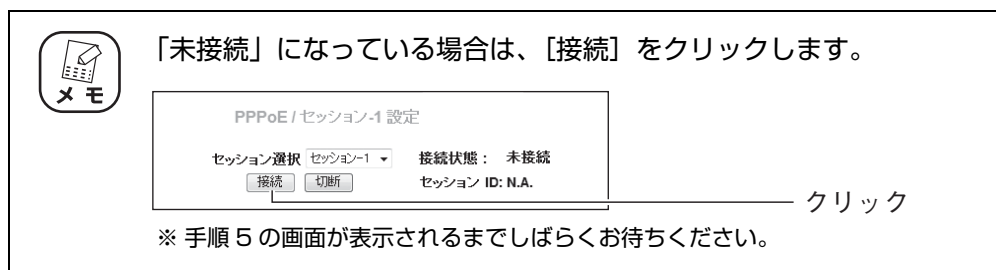 「未接続」になっている場合は、[接続]をクリックします。
メモ
PPPoE / セッション-1 設定
セッション選択 セッション-1 接続状態： 未接続
接続 切断 セッション ID: N.A.
クリック
※ 手順 5 の画面が表示されるまでしばらくお待ちください。